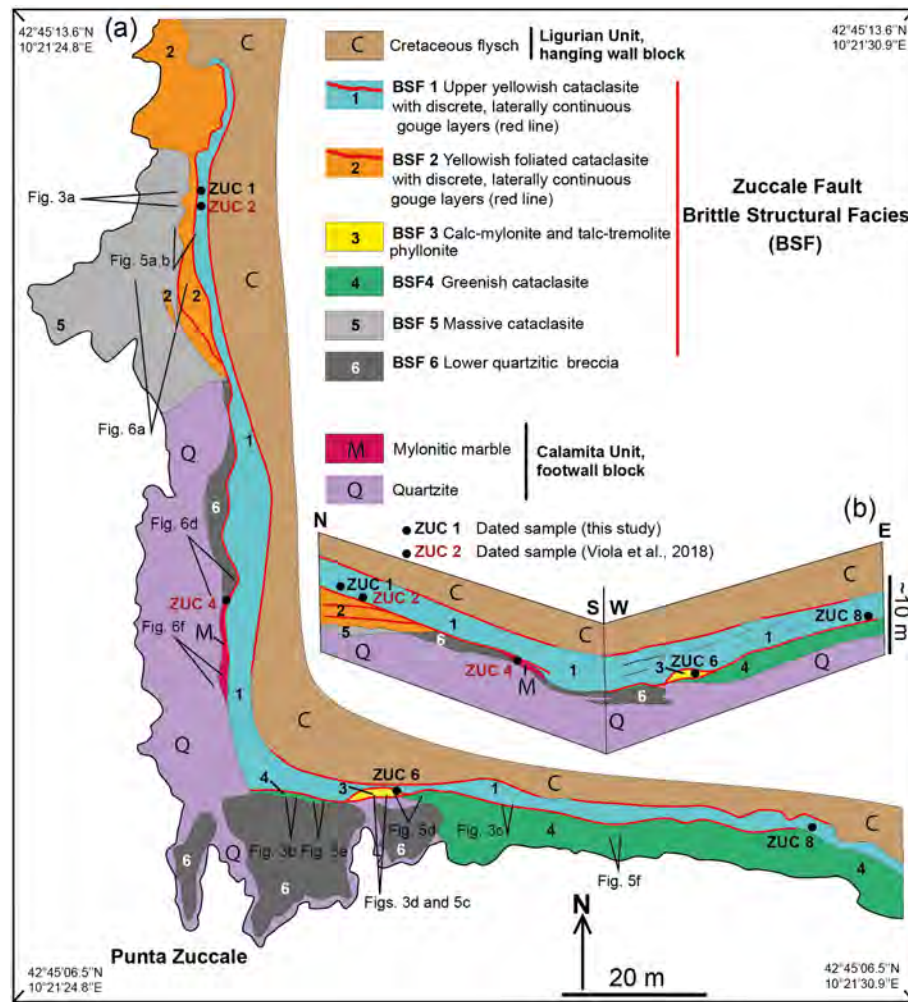 42°45'13.6''N
10°21'24.8''E
(a)
42°45'13.6''N
10°21'30.9''E
C
Cretaceous flysch
Ligurian Unit,
hanging wall block
1
BSF 1 Upper yellowish cataclasite
with discrete, laterally continuous
gouge layers (red line)
2
BSF 2 Yellowish foliated cataclasite
with discrete, laterally continuous
gouge layers (red line)
3
BSF 3 Calc-mylonite and talc-tremolite
phyllonite
4
BSF4 Greenish cataclasite
5
BSF 5 Massive cataclasite
6
BSF 6 Lower quartzitic breccia
Zuccale Fault
Brittle Structural Facies
(BSF)
M
Mylonitic marble
Q
Quartzite
Calamita Unit,
footwall block
ZUC 1 Dated sample (this study)
ZUC 2 Dated sample (Viola et al., 2018)
2
C
1
ZUC 1
ZUC 2
Fig. 3a
Fig. 5a,b
C
2
2
5
Fig. 6a
1
Q
6
Fig. 6d
ZUC 4
Fig. 6f
M
1
C
Q
4
3
ZUC 6
1
C
ZUC 8
C
4
4
Fig. 3b
Fig. 5e
Fig. 5d
Fig. 3c
6
Q
6
6
Figs. 3d and 5c
Fig. 5f
Punta Zuccale
N
20 m
(b)
N
S
W
E
~10 m
C
C
C
ZUC 1
ZUC 2
2
1
5
6
Q
ZUC 4
M
1
1
3
ZUC 6
ZUC 8
4
6
Q
Q
42°45'06.5''N
10°21'24.8''E
42°45'06.5''N
10°21'30.9''E